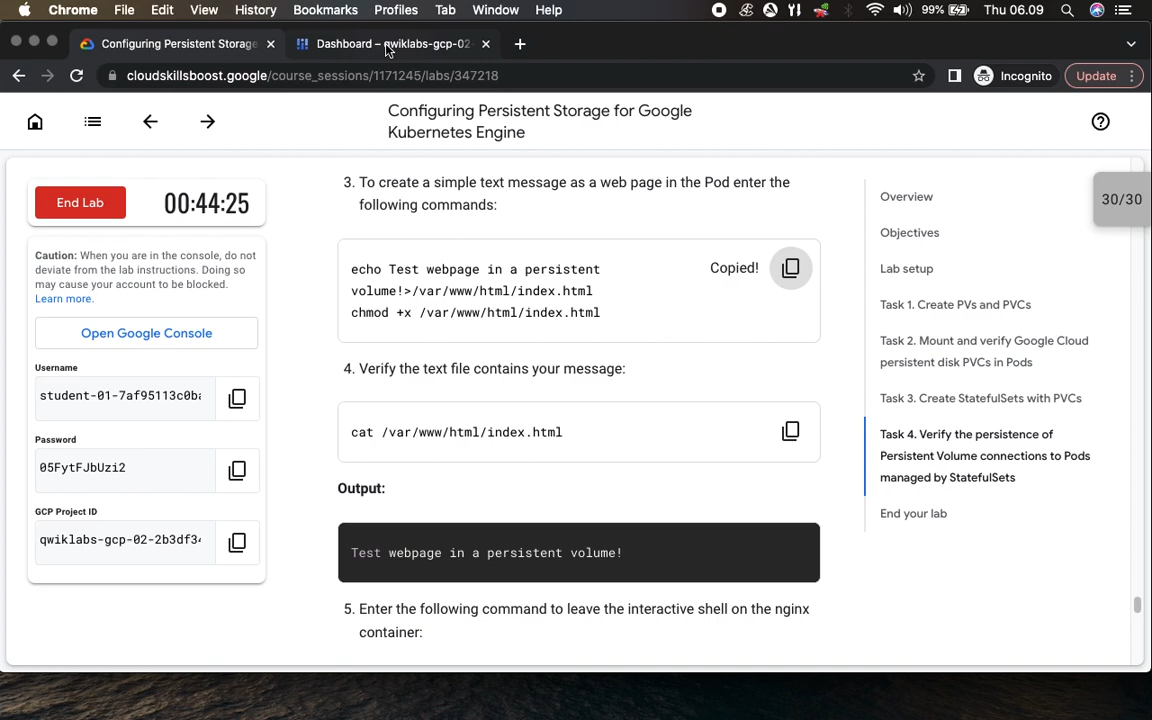 Chrome File Edit View History Bookmarks Profiles Tab Window Help 99% Thu 06.09
Configuring Persistent Storage Dashboard – qwiklabs-gcp-02-
cloudskillsboost.google/course_sessions/1171245/labs/347218 Incognito Update
Configuring Persistent Storage for Google
Kubernetes Engine
End Lab 00:44:25
Caution: When you are in the console, do not
deviate from the lab instructions. Doing so
may cause your account to be blocked.
Learn more.
Open Google Console
Username
student-01-7af95113c0ba
Password
05FytFJbUzi2
GCP Project ID
qwiklabs-gcp-02-2b3df34
3. To create a simple text message as a web page in the Pod enter the
following commands:
echo Test webpage in a persistent
volume!>/var/www/html/index.html
chmod +x /var/www/html/index.html
Copied!
4. Verify the text file contains your message:
cat /var/www/html/index.html
Output:
Test webpage in a persistent volume!
5. Enter the following command to leave the interactive shell on the nginx
container:
Overview
Objectives
Lab setup
Task 1. Create PVs and PVCs
Task 2. Mount and verify Google Cloud
persistent disk PVCs in Pods
Task 3. Create StatefulSets with PVCs
Task 4. Verify the persistence of
Persistent Volume connections to Pods
managed by StatefulSets
End your lab
30/30